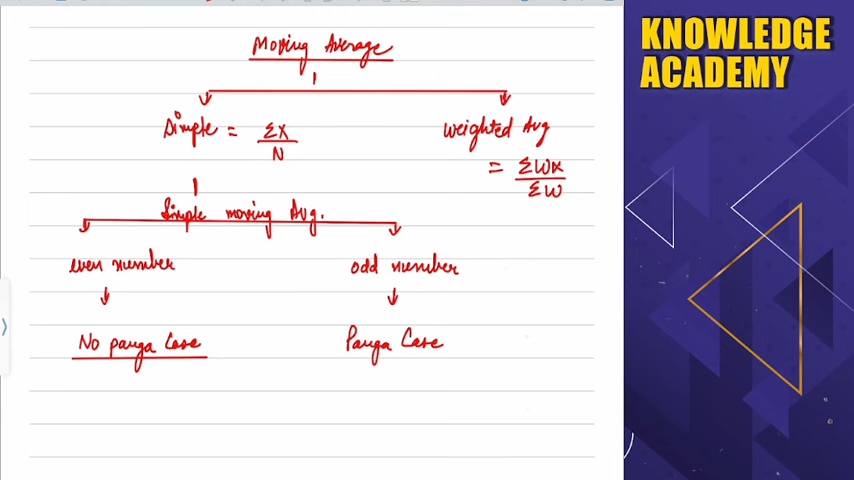 Moving Average
Simple = ΣX / N
Weighted Avg
= ΣWX / ΣW
Simple moving Avg.
even number
odd number
No panga Case
Panga Case
KNOWLEDGE
ACADEMY